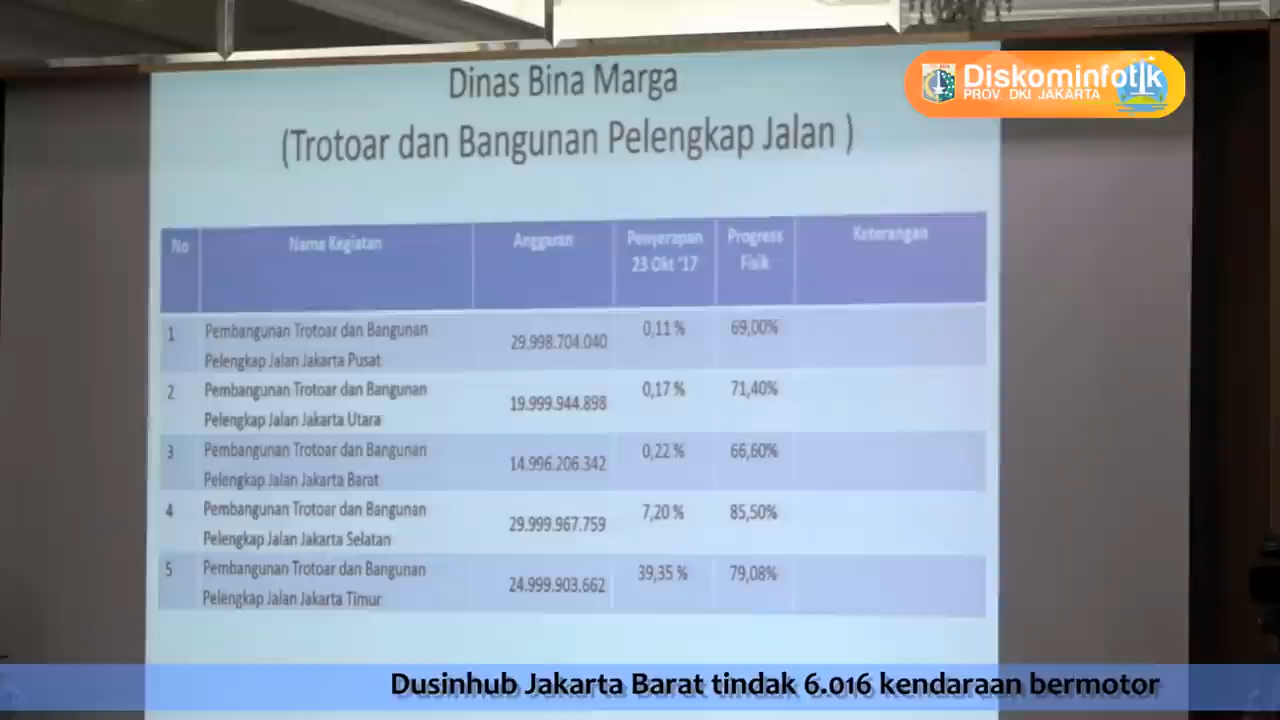 Dinas Bina Marga
(Trotoar dan Bangunan Pelengkap Jalan )
Diskominfotik
PROV. DKI JAKARTA
No Nama Kegiatan Anggaran Penyerapan 23 Okt '17 Progress Fisik Keterangan
1 Pembangunan Trotoar dan Bangunan Pelengkap Jalan Jakarta Pusat 29.998.704.040 0,11 % 69,00%
2 Pembangunan Trotoar dan Bangunan Pelengkap Jalan Jakarta Utara 19.999.944.898 0,17 % 71,40%
3 Pembangunan Trotoar dan Bangunan Pelengkap Jalan Jakarta Barat 14.996.206.342 0,22 % 66,60%
4 Pembangunan Trotoar dan Bangunan Pelengkap Jalan Jakarta Selatan 29.999.967.759 7,20 % 85,50%
5 Pembangunan Trotoar dan Bangunan Pelengkap Jalan Jakarta Timur 24.999.903.662 39,35 % 79,08%
Dusinhub Jakarta Barat tindak 6.016 kendaraan bermotor